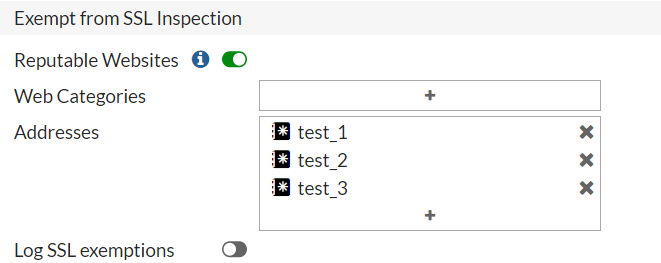 Exempt from SSL Inspection
Reputable Websites
Web Categories
Addresses
test_1
test_2
test_3
Log SSL exemptions